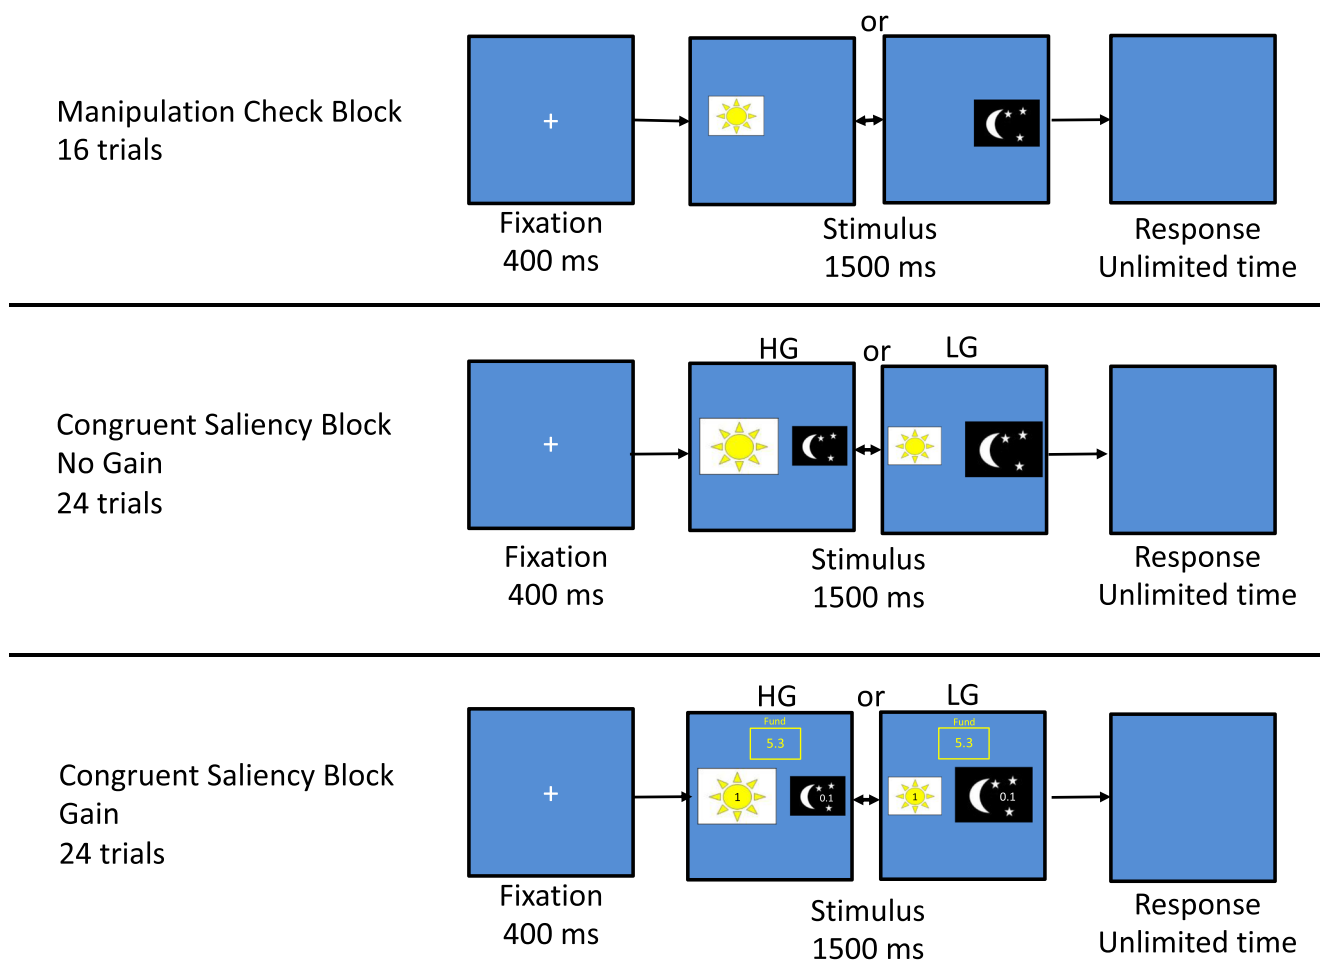 or
Manipulation Check Block
16 trials
+
Fixation
400 ms
Stimulus
1500 ms
Response
Unlimited time
HG or LG
Congruent Saliency Block
No Gain
24 trials
+
Fixation
400 ms
Stimulus
1500 ms
Response
Unlimited time
HG or LG
Congruent Saliency Block
Gain
24 trials
+
Fund
5.3
1
0.1
Fund
5.3
1
0.1
Fixation
400 ms
Stimulus
1500 ms
Response
Unlimited time